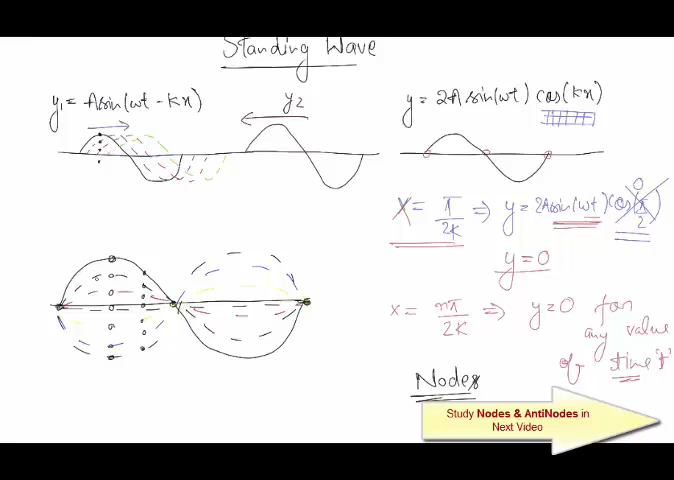 Standing Wave
y₁ = A sin(ωt - Kx)
y2
y = 2A sin(ωt) cos(Kx)
x = π/2K ⇒ y = 2A sin(ωt) cos(π/2) 0
y = 0
x = nπ/2K ⇒ y = 0 for
any value
of time 't'
Nodes
Study Nodes & AntiNodes in
Next Video